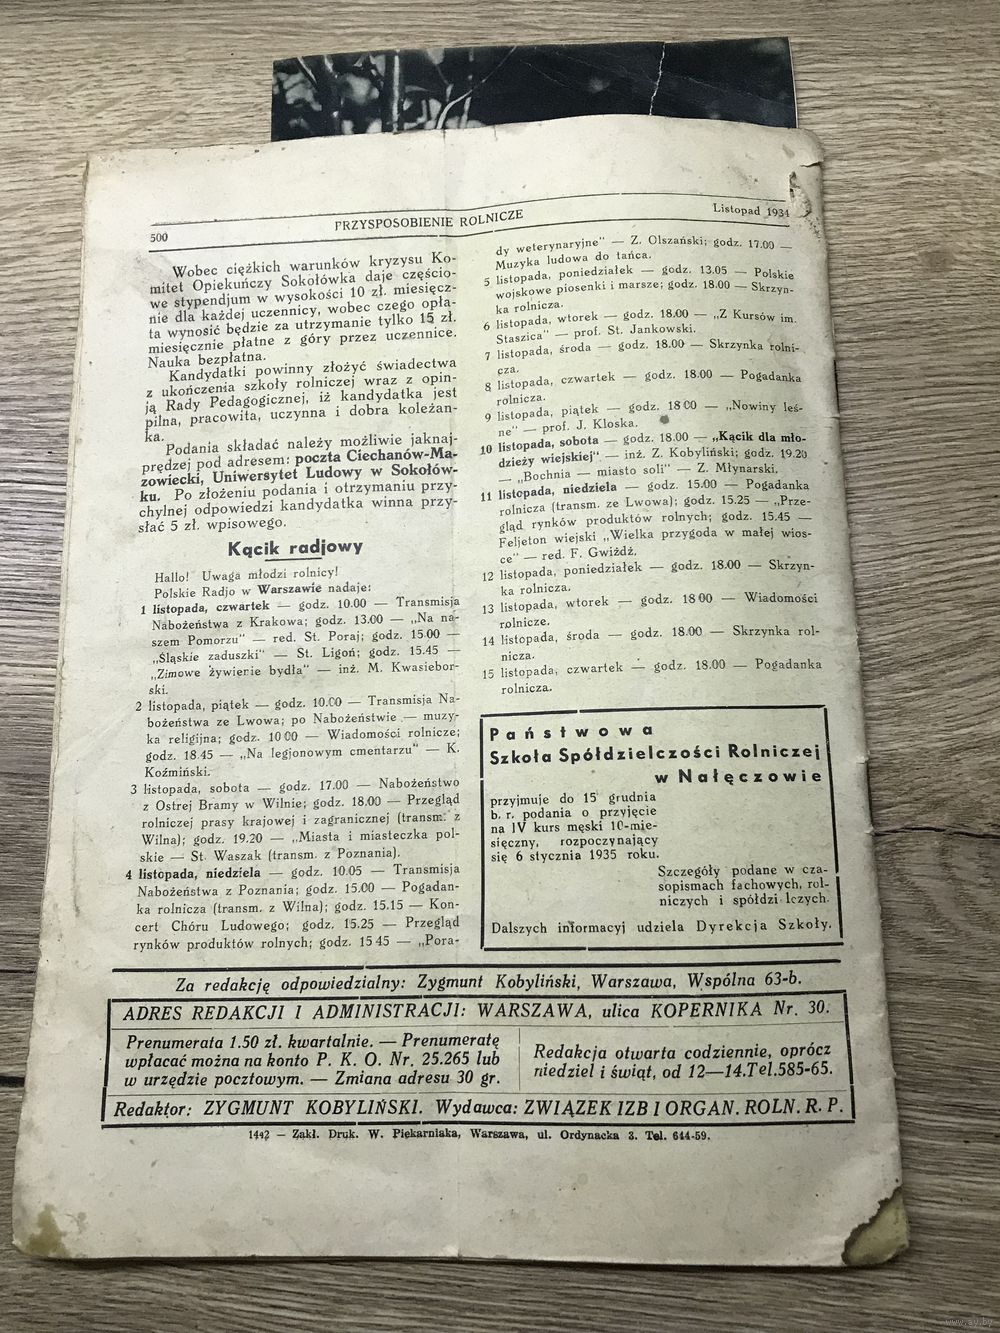 500
PRZYSPOSOBIENIE ROLNICZE
Listopad 1934
Wobec ciężkich warunków kryzysu Ko-
mitet Opiekuńczy Sokołówka daje częścio-
we stypendjum w wysokości 10 zł. miesięcz-
nie dla każdej uczennicy, wobec czego opła-
ta wynosić będzie za utrzymanie tylko 15 zł.
miesięcznie płatne z góry przez uczennice.
Nauka bezpłatna.
Kandydatki powinny złożyć świadectwa
z ukończenia szkoły rolniczej wraz z opin-
ją Rady Pedagogicznej, iż kandydatka jest
pilna, pracowita, uczynna i dobra koleżan-
ka.
Podania składać należy możliwie jaknaj-
prędzej pod adresem: poczta Ciechanów-Ma-
zowiecki, Uniwersytet Ludowy w Sokołów-
ku. Po złożeniu podania i otrzymaniu przy-
chylnej odpowiedzi kandydatka winna przy-
słać 5 zł. wpisowego.
Kącik radjowy
Hallo! Uwaga młodzi rolnicy!
Polskie Radjo w Warszawie nadaje:
1 listopada, czwartek — godz. 10.00 — Transmisja
Nabożeństwa z Krakowa; godz. 13.00 — „Na na-
szem Pomorzu" — red. St. Poraj; godz. 15.00 —
„Śląskie zaduszki" — St. Ligoń; godz. 15.45 —
„Zimowe żywienie bydła" — inż. M. Kwasiebor-
ski.
2 listopada, piątek — godz. 10.00 — Transmisja Na-
bożeństwa ze Lwowa; po Nabożeństwie — muzy-
ka religijna; godz. 10 00 — Wiadomości rolnicze;
godz. 18.45 — „Na legjonowym cmentarzu" — K.
Koźmiński.
3 listopada, sobota — godz. 17.00 — Nabożeństwo
z Ostrej Bramy w Wilnie; godz. 18.00 — Przegląd
rolniczej prasy krajowej i zagranicznej (transm. z
Wilna); godz. 19.20 — „Miasta i miasteczka pol-
skie — St. Waszak (transm. z Poznania).
4 listopada, niedziela — godz. 10.05 — Transmisja
Nabożeństwa z Poznania; godz. 15.00 — Pogadan-
ka rolnicza (transm. z Wilna); godz. 15.15 — Kon-
cert Chóru Ludowego; godz. 15.25 — Przegląd
rynków produktów rolnych; godz. 15 45 — „Pora-
dy weterynaryjne" — Z. Olszański; godz. 17.00 —
Muzyka ludowa do tańca.
5 listopada, poniedziałek — godz. 13.05 — Polskie
wojskowe piosenki i marsze; godz. 18.00 — Skrzyn-
ka rolnicza.
6 listopada, wtorek — godz. 18.00 — „Z Kursów im.
Staszica" — prof. St. Jankowski.
7 listopada, środa — godz. 18.00 — Skrzynka rolni-
cza.
8 listopada, czwartek — godz. 18.00 — Pogadanka
rolnicza.
9 listopada, piątek — godz. 18 00 — „Nowiny leś-
ne" — prof. J. Kloska.
10 listopada, sobota — godz. 18.00 — „Kącik dla mło-
dzieży wiejskiej" — inż. Z. Kobyliński; godz. 19.20
— „Bochnia — miasto soli" — Z. Młynarski.
11 listopada, niedziela — godz. 15.00 — Pogadanka
rolnicza (transm. ze Lwowa); godz. 15.25 — „Prze-
gląd rynków produktów rolnych; godz. 15.45 —
Feljeton wiejski „Wielka przygoda w małej wios-
ce" — red. F. Gwiżdż.
12 listopada, poniedziałek — godz. 18.00 — Skrzyn-
ka rolnicza.
13 listopada, wtorek — godz. 18 00 — Wiadomości
rolnicze.
14 listopada, środa — godz. 18.00 — Skrzynka rol-
nicza.
15 listopada, czwartek — godz. 18.00 — Pogadanka
rolnicza.
Państwowa
Szkoła Spółdzielczości Rolniczej
w Nałęczowie
przyjmuje do 15 grudnia
b. r. podania o przyjęcie
na IV kurs męski 10-mie-
sięczny, rozpoczynający
się 6 stycznia 1935 roku.
Szczegóły podane w cza-
sopismach fachowych, rol-
niczych i spółdzi lczych.
Dalszych informacyj udziela Dyrekcja Szkoły.
Za redakcję odpowiedzialny: Zygmunt Kobyliński, Warszawa, Wspólna 63-b.
ADRES REDAKCJI I ADMINISTRACJI: WARSZAWA, ulica KOPERNIKA Nr. 30.
Prenumerata 1.50 zł. kwartalnie. — Prenumeratę
wpłacać można na konto P. K. O. Nr. 25.265 lub
w urzędzie pocztowym. — Zmiana adresu 30 gr.
Redakcja otwarta codziennie, oprócz
niedziel i świąt, od 12—14. Tel. 585-65.
Redaktor: ZYGMUNT KOBYLIŃSKI. Wydawca: ZWIĄZEK IZB I ORGAN. ROLN. R. P.
1442 — Zakł. Druk. W. Piekarniaka, Warszawa, ul. Ordynacka 3. Tel. 644-59.
www.ay.by